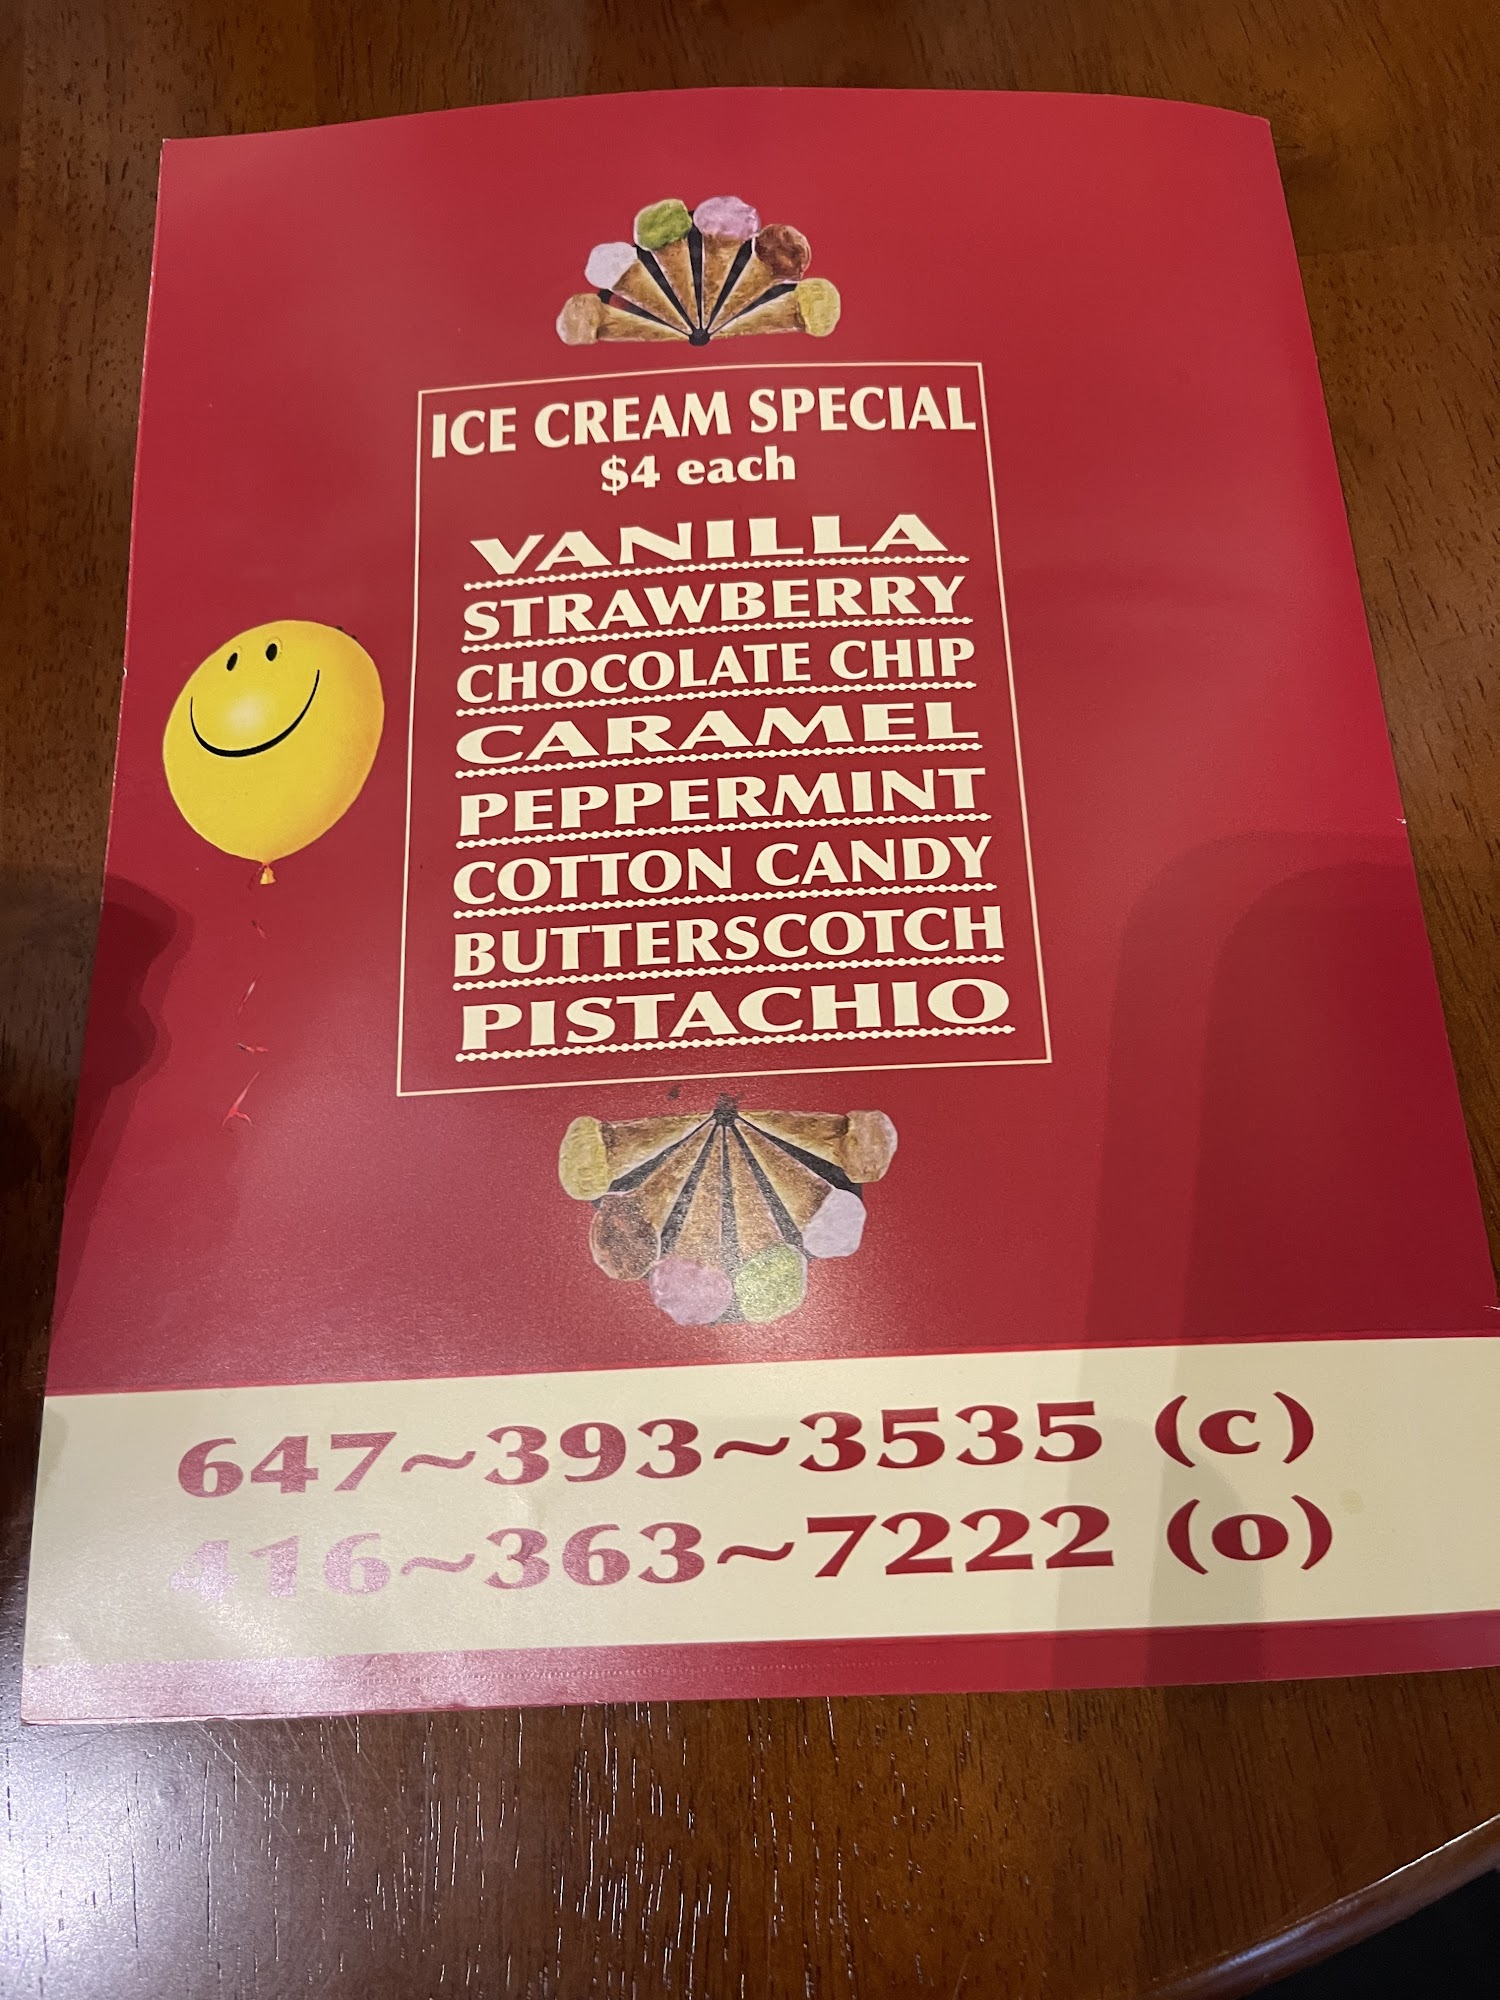 ICE CREAM SPECIAL
$4 each
VANILLA
STRAWBERRY
CHOCOLATE CHIP
CARAMEL
PEPPERMINT
COTTON CANDY
BUTTERSCOTCH
PISTACHIO
647~393~3535 (c)
416~363~7222 (o)